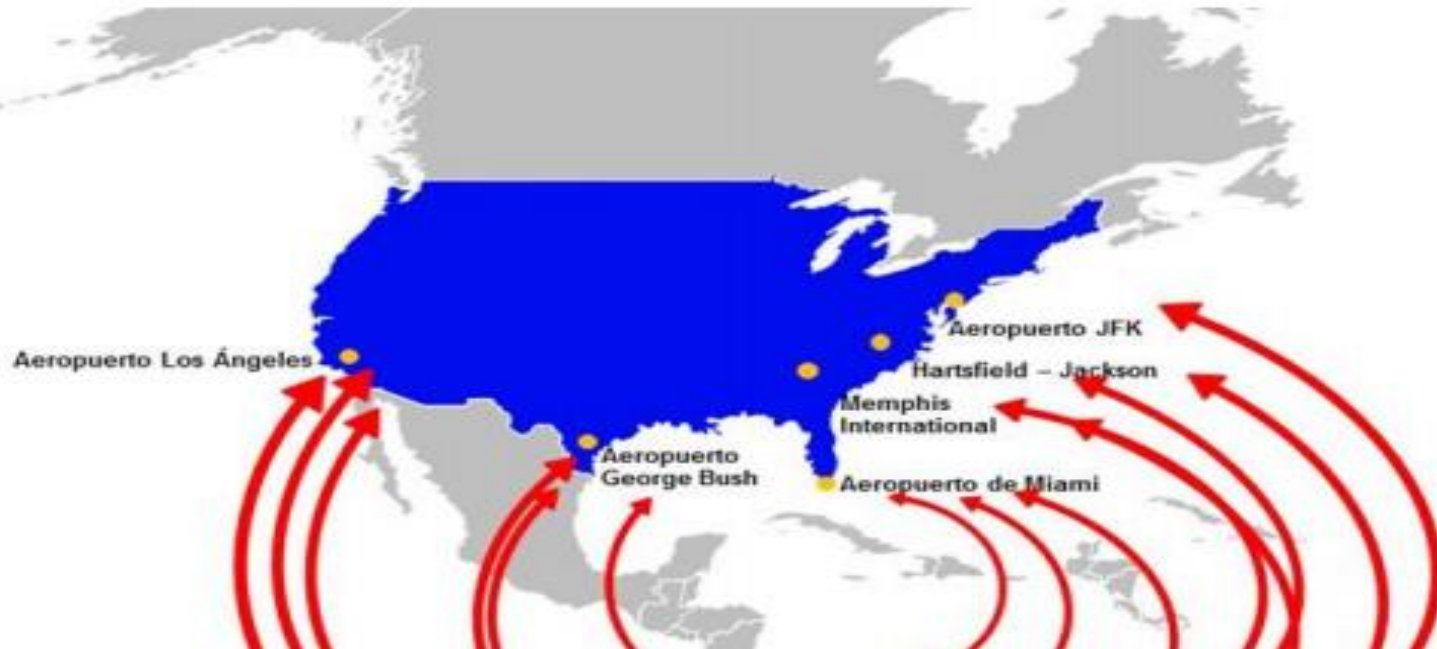 Aeropuerto JFK
Aeropuerto Los Ángeles
Hartsfield – Jackson
Memphis
International
Aeropuerto
George Bush
Aeropuerto de Miami